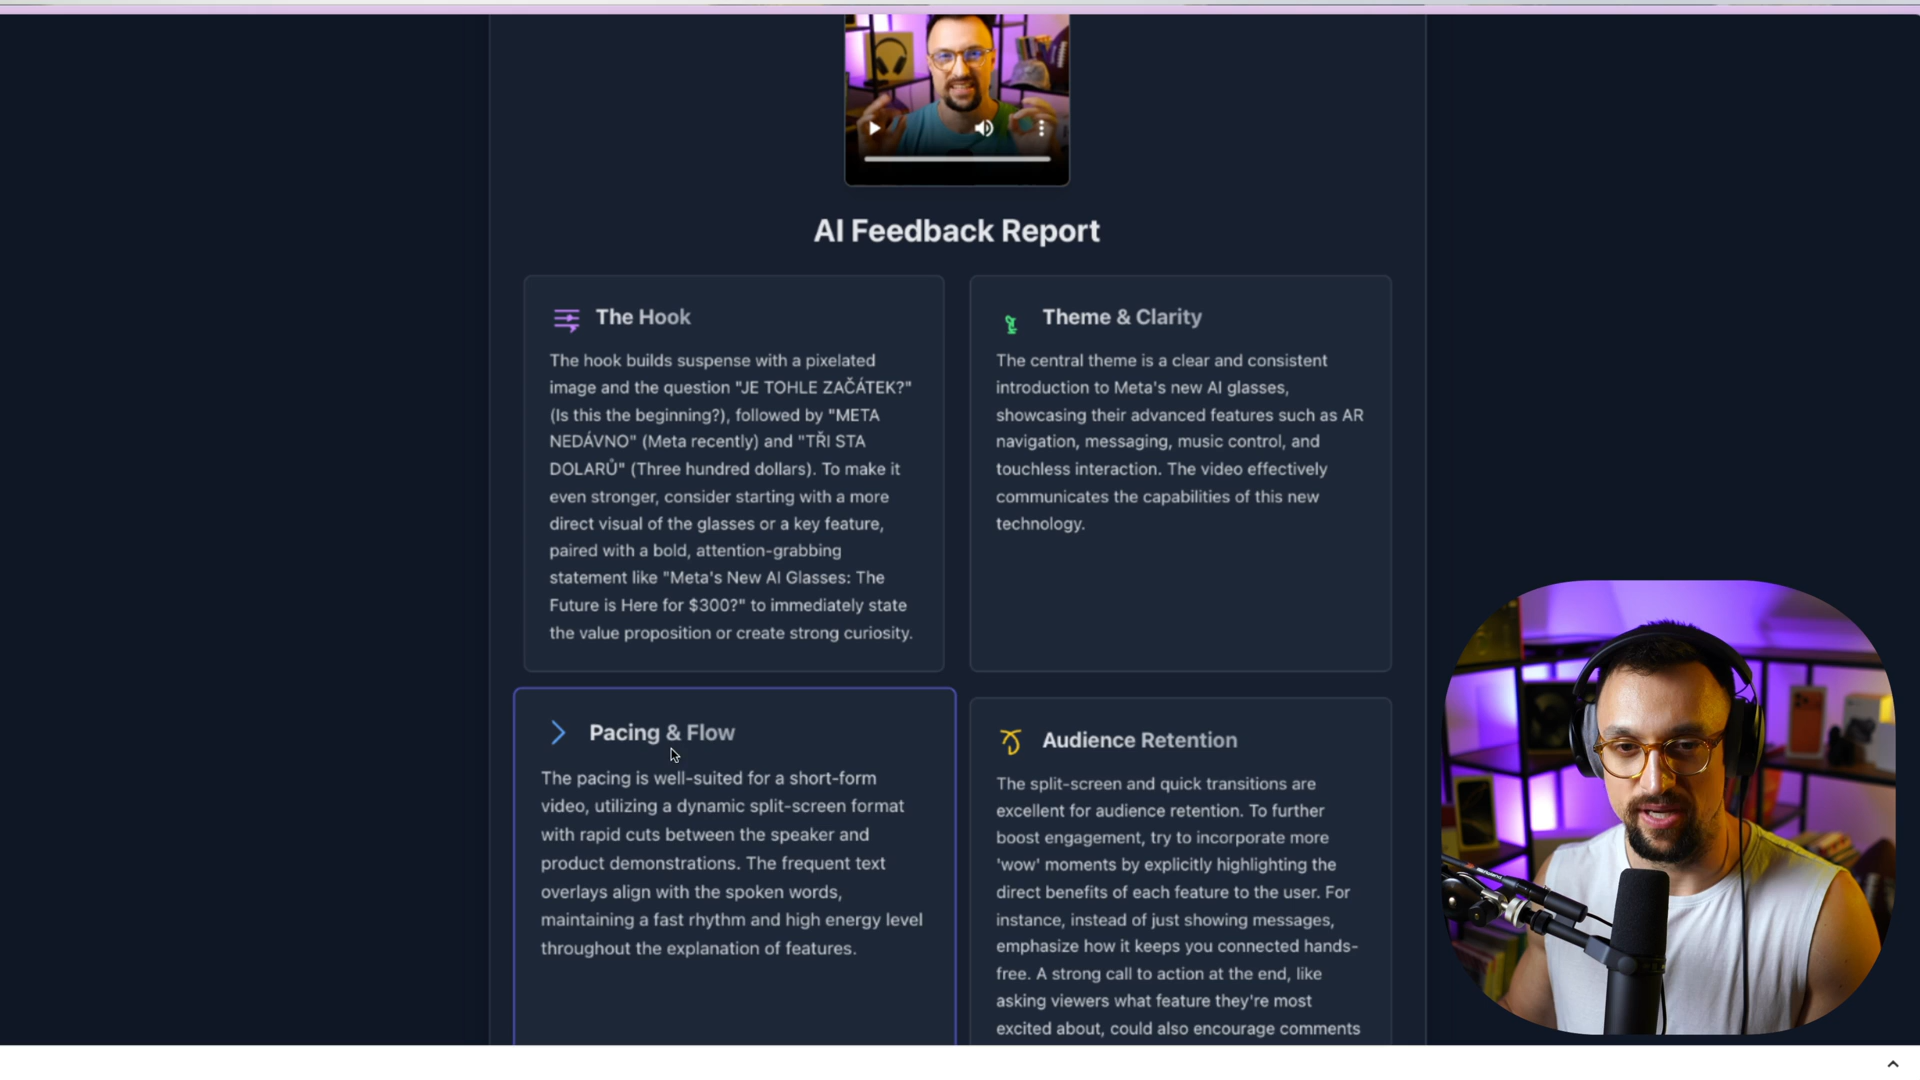 AI Feedback Report
The Hook
The hook builds suspense with a pixelated
image and the question "JE TOHLE ZAČÁTEK?"
(Is this the beginning?), followed by "META
NEDÁVNO" (Meta recently) and "TŘI STA
DOLARŮ" (Three hundred dollars). To make it
even stronger, consider starting with a more
direct visual of the glasses or a key feature,
paired with a bold, attention-grabbing
statement like "Meta's New AI Glasses: The
Future is Here for $300?" to immediately state
the value proposition or create strong curiosity.
Theme & Clarity
The central theme is a clear and consistent
introduction to Meta's new AI glasses,
showcasing their advanced features such as AR
navigation, messaging, music control, and
touchless interaction. The video effectively
communicates the capabilities of this new
technology.
Pacing & Flow
The pacing is well-suited for a short-form
video, utilizing a dynamic split-screen format
with rapid cuts between the speaker and
product demonstrations. The frequent text
overlays align with the spoken words,
maintaining a fast rhythm and high energy level
throughout the explanation of features.
Audience Retention
The split-screen and quick transitions are
excellent for audience retention. To further
boost engagement, try to incorporate more
'wow' moments by explicitly highlighting the
direct benefits of each feature to the user. For
instance, instead of just showing messages,
emphasize how it keeps you connected hands-
free. A strong call to action at the end, like
asking viewers what feature they're most
excited about, could also encourage comments